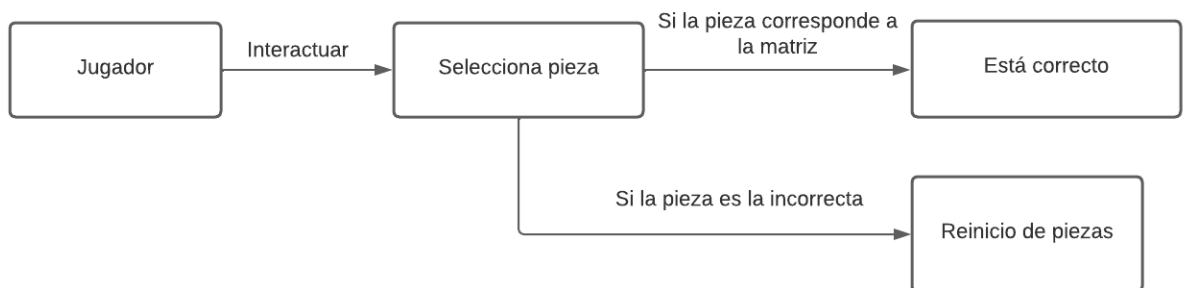 Jugador
Interactuar
Selecciona pieza
Si la pieza corresponde a
la matriz
Está correcto
Si la pieza es la incorrecta
Reinicio de piezas